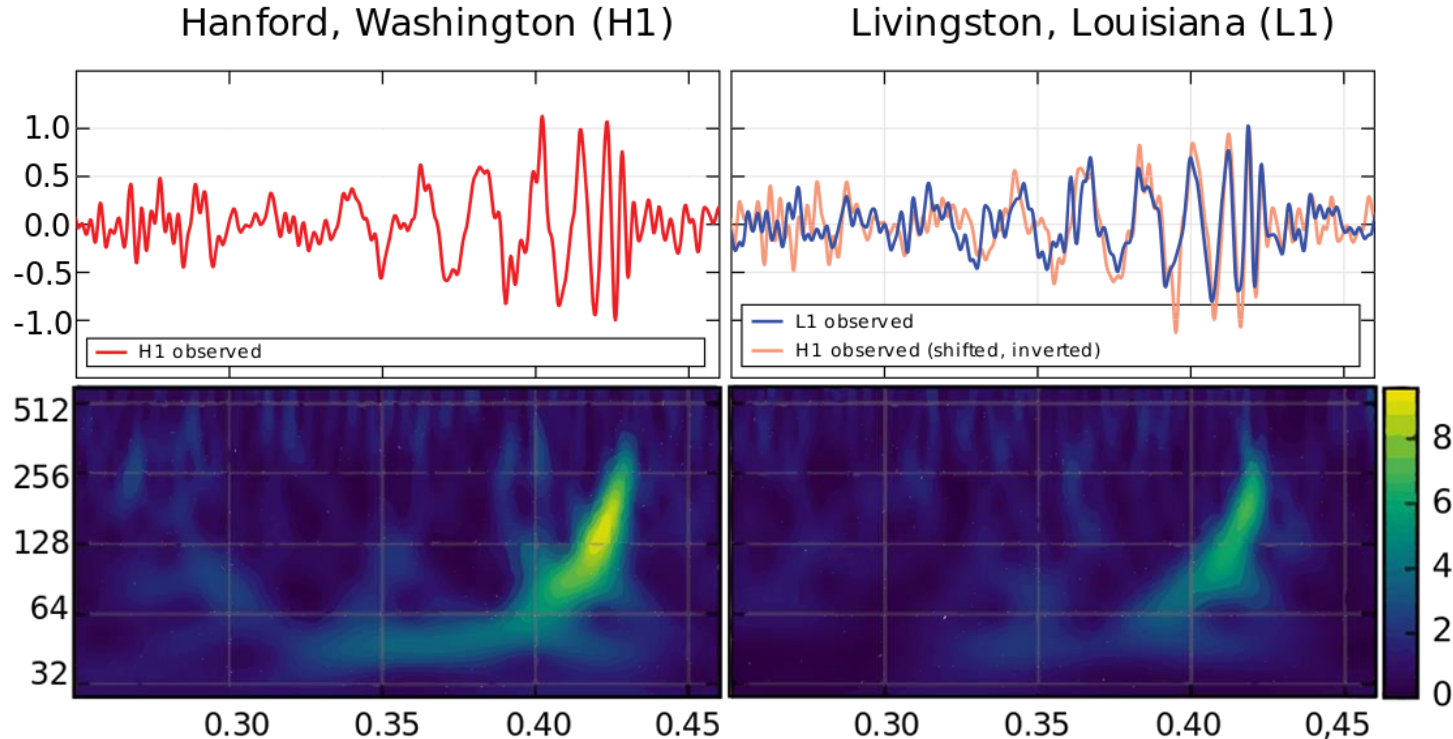 Hanford, Washington (H1)
Livingston, Louisiana (L1)
1.0
0.5
0.0
-0.5
-1.0
H1 observed
L1 observed
H1 observed (shifted, inverted)
512
256
128
64
32
8
6
4
2
0
0.30 0.35 0.40 0.45
0.30 0.35 0.40 0,45